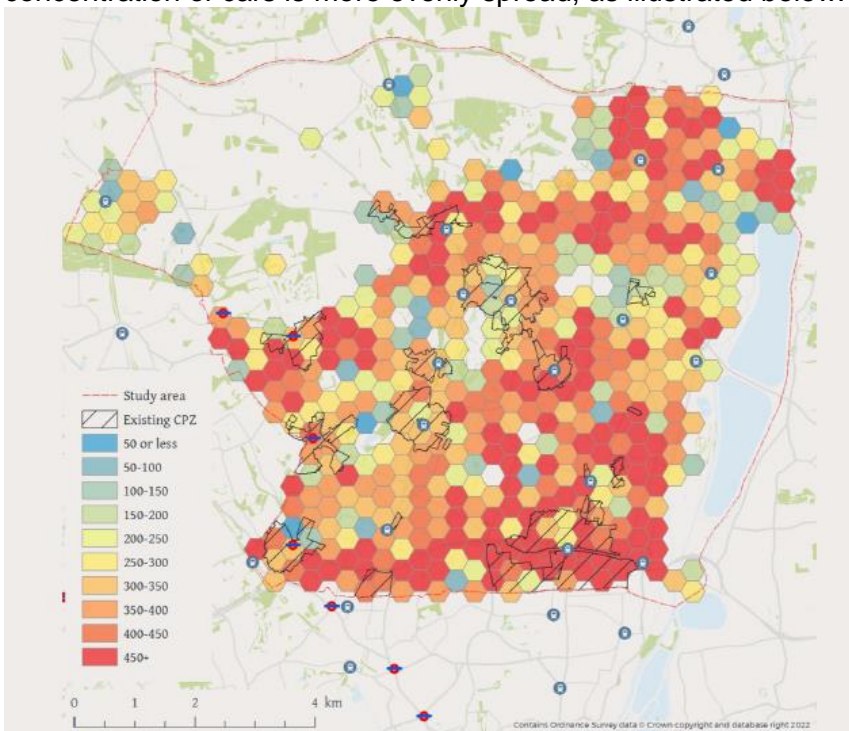 concentration of cars is more evenly spread, as illustrated below.
Study area
Existing CPZ
50 or less
50-100
100-150
150-200
200-250
250-300
300-350
350-400
400-450
450+
0 1 2 4 km
Contains Ordnance Survey data © Crown copyright and database right 2022